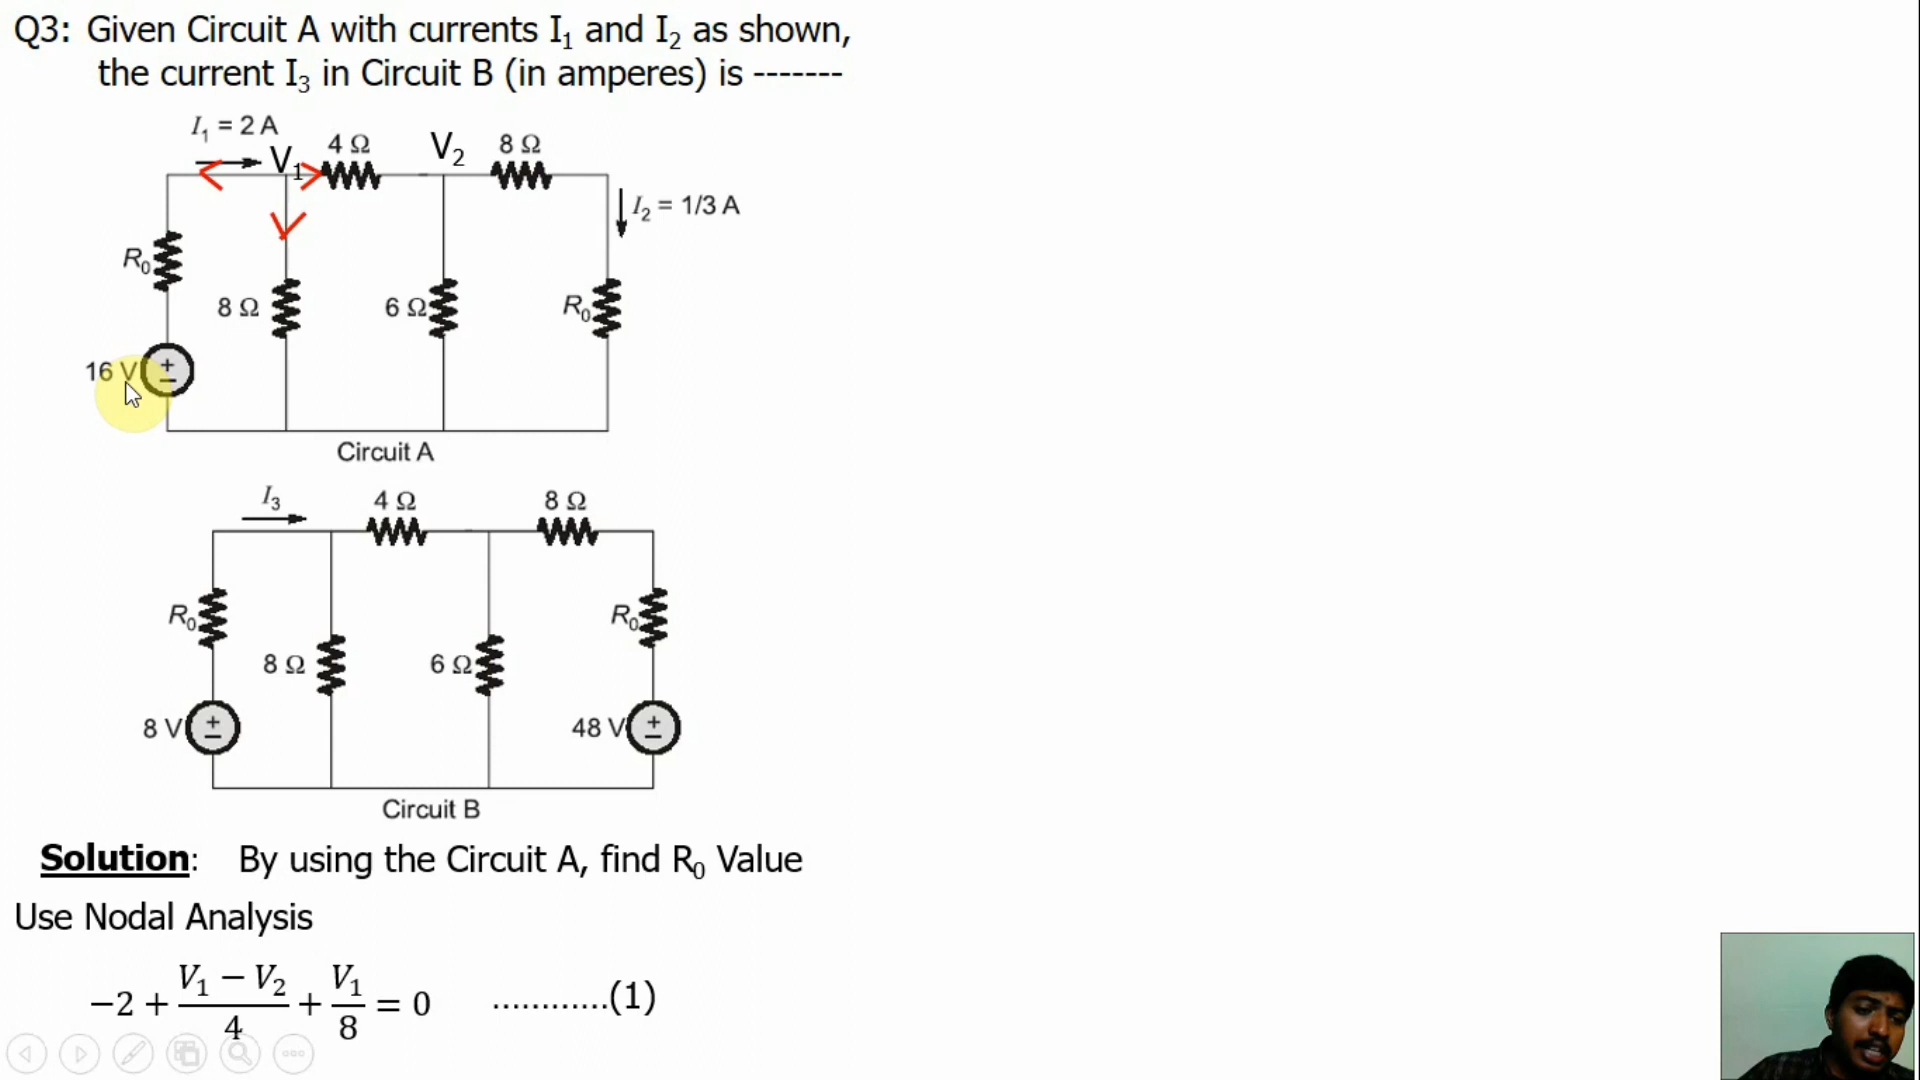 Q3: Given Circuit A with currents I₁ and I₂ as shown,
the current I₃ in Circuit B (in amperes) is -------
I₁ = 2 A
V₁
4 Ω
V₂
8 Ω
I₂ = 1/3 A
R₀
8 Ω
6 Ω
R₀
16 V
+
−
Circuit A
I₃
4 Ω
8 Ω
R₀
R₀
8 Ω
6 Ω
8 V
+
−
48 V
+
−
Circuit B
Solution: By using the Circuit A, find R₀ Value
Use Nodal Analysis
−2 + (V₁ − V₂)/4 + V₁/8 = 0 ............(1)